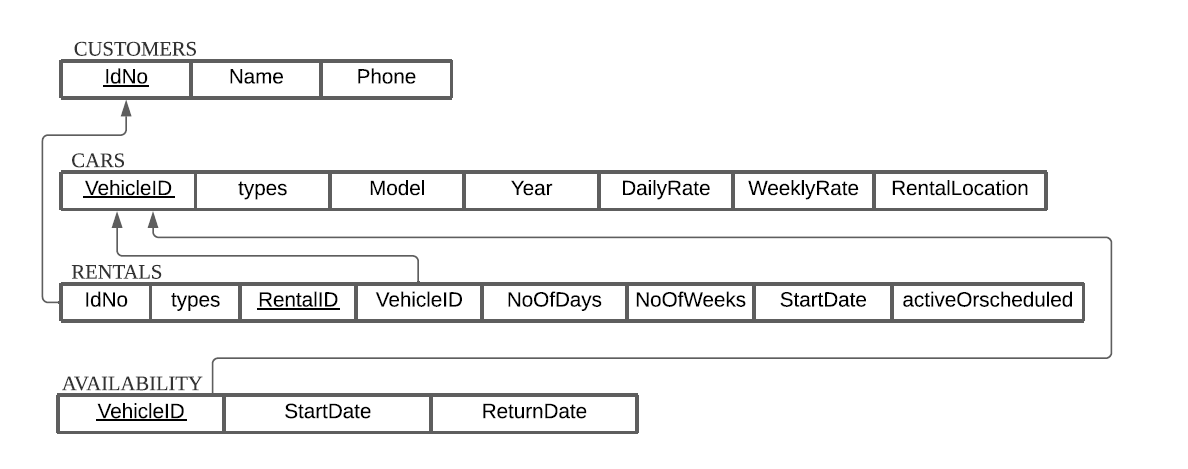 CUSTOMERS
IdNo Name Phone
CARS
VehicleID types Model Year DailyRate WeeklyRate RentalLocation
RENTALS
IdNo types RentalID VehicleID NoOfDays NoOfWeeks StartDate activeOrscheduled
AVAILABILITY
VehicleID StartDate ReturnDate